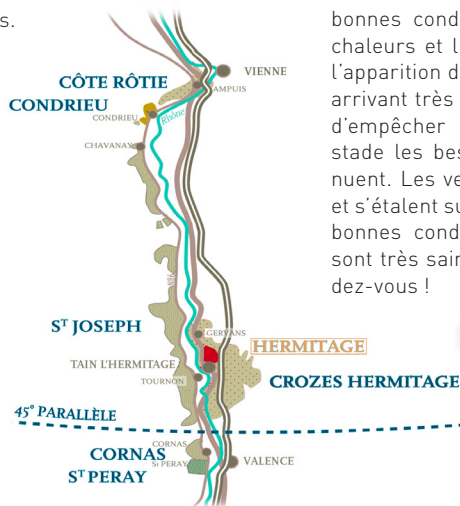 s.
VIENNE
CÔTE RÔTIE
AMPUIS
CONDRIEU
CONDRIEU
Rhône
CHAVANAY
Sᵀ JOSEPH
GERVANS
HERMITAGE
TAIN L'HERMITAGE
TOURNON
CROZES HERMITAGE
45° PARALLÈLE
CORNAS
CORNAS
Sᵀ PERAY
Sᵗ PERAY
VALENCE
bonnes cond
chaleurs et l
l’apparition d
arrivant très
d’empêcher
stade les bes
nuent. Les ve
et s’étalent su
bonnes cond
sont très sain
dez-vous !